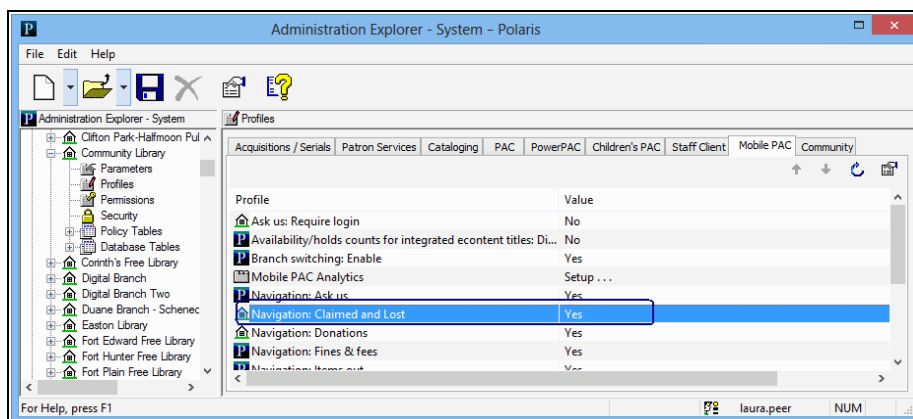 Administration Explorer - System - Polaris
File Edit Help
Administration Explorer - System
Profiles
Clifton Park-Halfmoon Pul
Community Library
Parameters
Profiles
Permissions
Security
Policy Tables
Database Tables
Corinth's Free Library
Digital Branch
Digital Branch Two
Duane Branch - Schenec
Easton Library
Fort Edward Free Library
Fort Hunter Free Library
Fort Plain Free Library
Acquisitions / Serials Patron Services Cataloging PAC PowerPAC Children's PAC Staff Client Mobile PAC Community
Profile Value
Ask us: Require login No
Availability/holds counts for integrated econtent titles: Di... No
Branch switching: Enable Yes
Mobile PAC Analytics Setup . . .
Navigation: Ask us Yes
Navigation: Claimed and Lost Yes
Navigation: Donations Yes
Navigation: Fines & fees Yes
Navigation: Items out Yes
For Help, press F1 laura.peer NUM